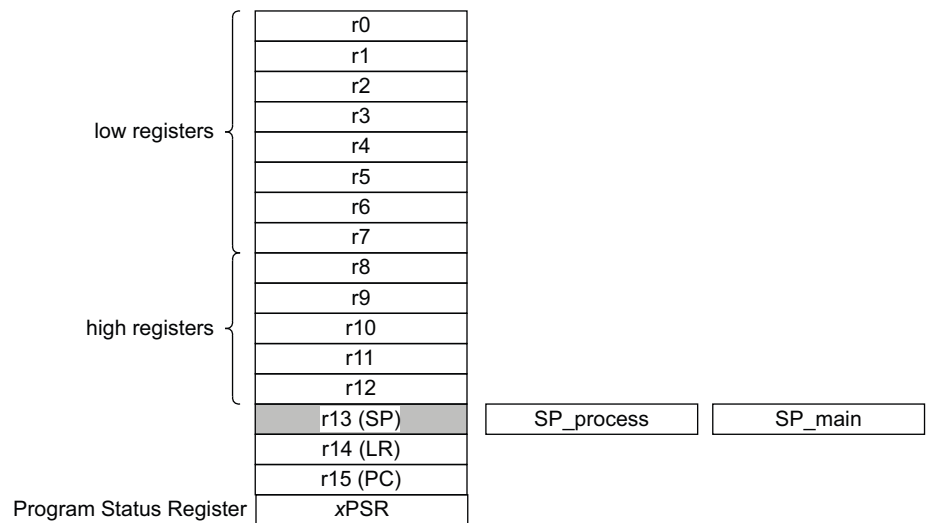 r0
r1
r2
r3
low registers
r4
r5
r6
r7
r8
r9
high registers
r10
r11
r12
r13 (SP)
SP_process
SP_main
r14 (LR)
r15 (PC)
Program Status Register
xPSR